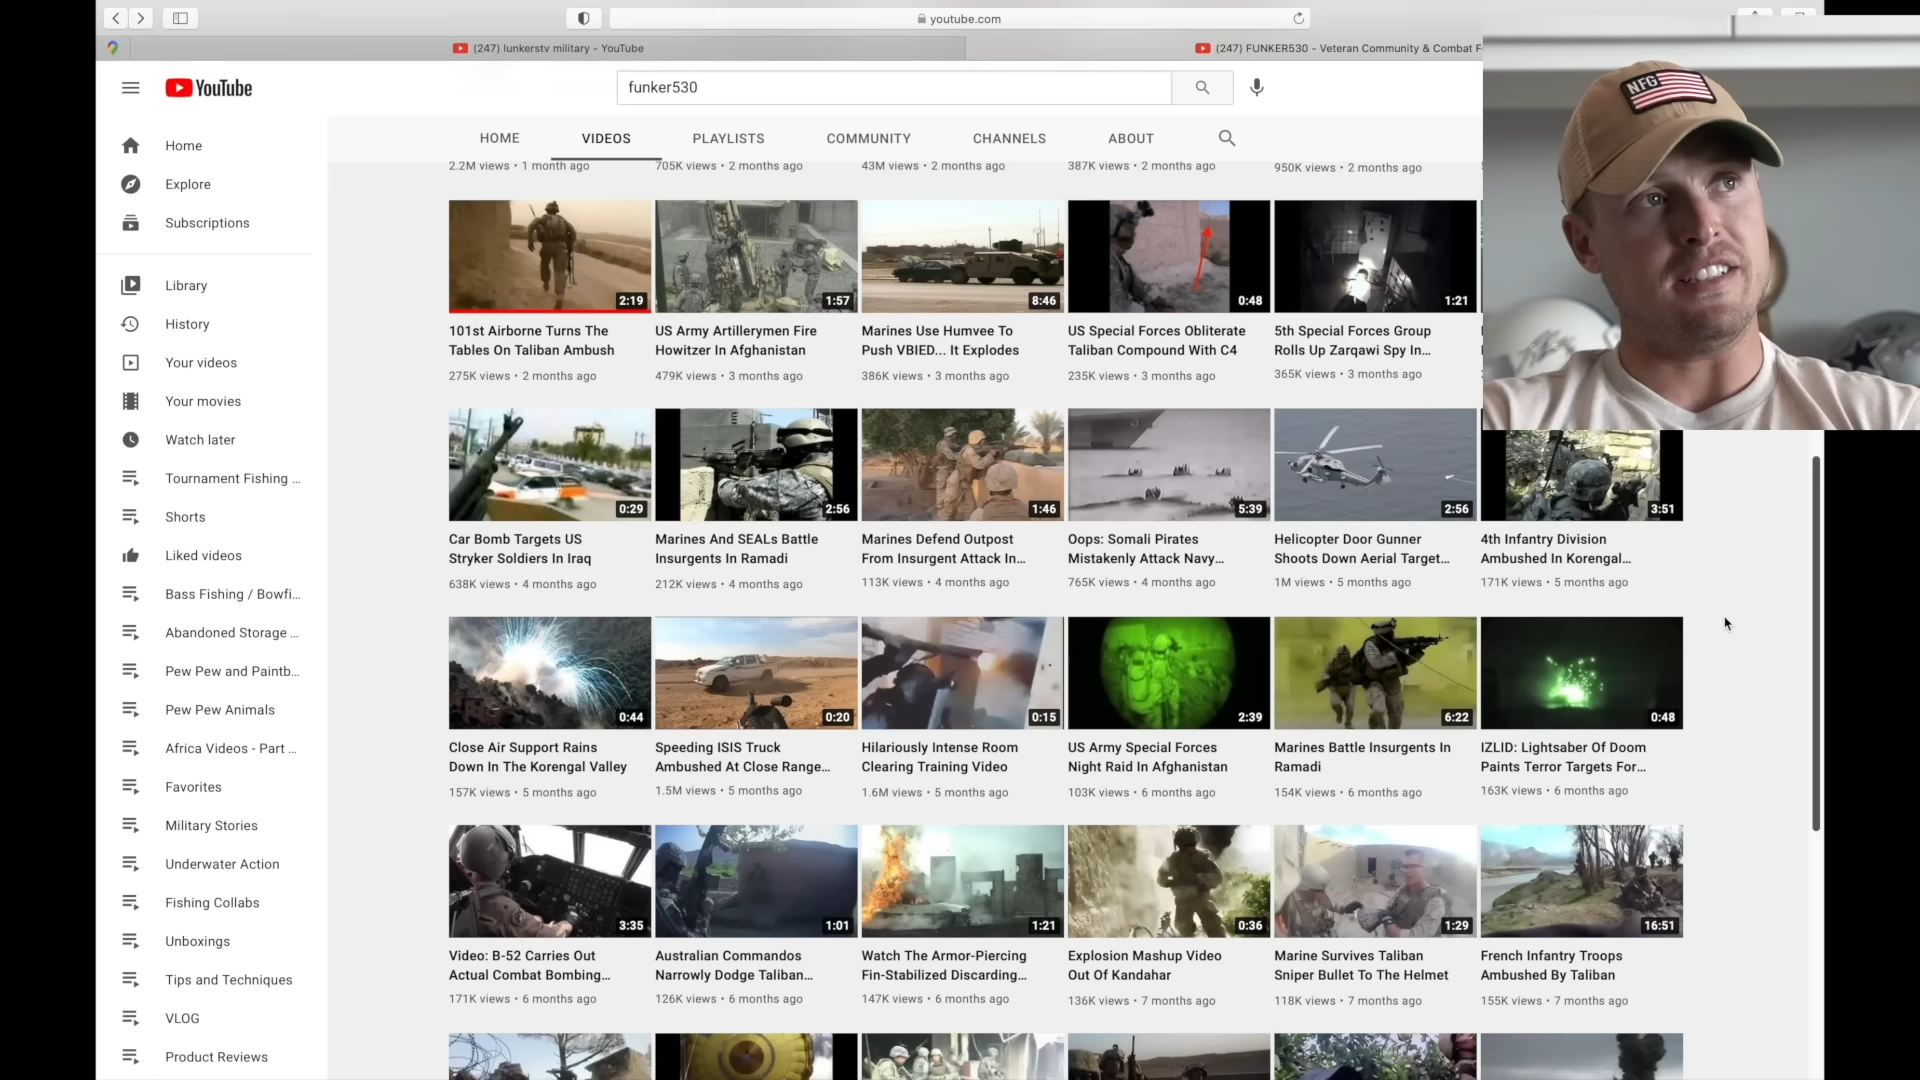 youtube.com
(247) lunkerstv military - YouTube
(247) FUNKER530 - Veteran Community & Combat F
YouTube
funker530
NFG
HOME
VIDEOS
PLAYLISTS
COMMUNITY
CHANNELS
ABOUT
Home
Explore
Subscriptions
Library
History
Your videos
Your movies
Watch later
Tournament Fishing ...
Shorts
Liked videos
Bass Fishing / Bowfi...
Abandoned Storage ...
Pew Pew and Paintb...
Pew Pew Animals
Africa Videos - Part ...
Favorites
Military Stories
Underwater Action
Fishing Collabs
Unboxings
Tips and Techniques
VLOG
Product Reviews
2.2M views • 1 month ago
705K views • 2 months ago
43M views • 2 months ago
387K views • 2 months ago
950K views • 2 months ago
2:19
101st Airborne Turns The
Tables On Taliban Ambush
275K views • 2 months ago
1:57
US Army Artillerymen Fire
Howitzer In Afghanistan
479K views • 3 months ago
8:46
Marines Use Humvee To
Push VBIED... It Explodes
386K views • 3 months ago
0:48
US Special Forces Obliterate
Taliban Compound With C4
235K views • 3 months ago
1:21
5th Special Forces Group
Rolls Up Zarqawi Spy In...
365K views • 3 months ago
0:29
Car Bomb Targets US
Stryker Soldiers In Iraq
638K views • 4 months ago
2:56
Marines And SEALs Battle
Insurgents In Ramadi
212K views • 4 months ago
1:46
Marines Defend Outpost
From Insurgent Attack In...
113K views • 4 months ago
5:39
Oops: Somali Pirates
Mistakenly Attack Navy...
765K views • 4 months ago
2:56
Helicopter Door Gunner
Shoots Down Aerial Target...
1M views • 5 months ago
3:51
4th Infantry Division
Ambushed In Korengal...
171K views • 5 months ago
0:44
Close Air Support Rains
Down In The Korengal Valley
157K views • 5 months ago
0:20
Speeding ISIS Truck
Ambushed At Close Range...
1.5M views • 5 months ago
0:15
Hilariously Intense Room
Clearing Training Video
1.6M views • 5 months ago
2:39
US Army Special Forces
Night Raid In Afghanistan
103K views • 6 months ago
6:22
Marines Battle Insurgents In
Ramadi
154K views • 6 months ago
0:48
IZLID: Lightsaber Of Doom
Paints Terror Targets For...
163K views • 6 months ago
3:35
Video: B-52 Carries Out
Actual Combat Bombing...
171K views • 6 months ago
1:01
Australian Commandos
Narrowly Dodge Taliban...
126K views • 6 months ago
1:21
Watch The Armor-Piercing
Fin-Stabilized Discarding...
147K views • 6 months ago
0:36
Explosion Mashup Video
Out Of Kandahar
136K views • 7 months ago
1:29
Marine Survives Taliban
Sniper Bullet To The Helmet
118K views • 7 months ago
16:51
French Infantry Troops
Ambushed By Taliban
155K views • 7 months ago